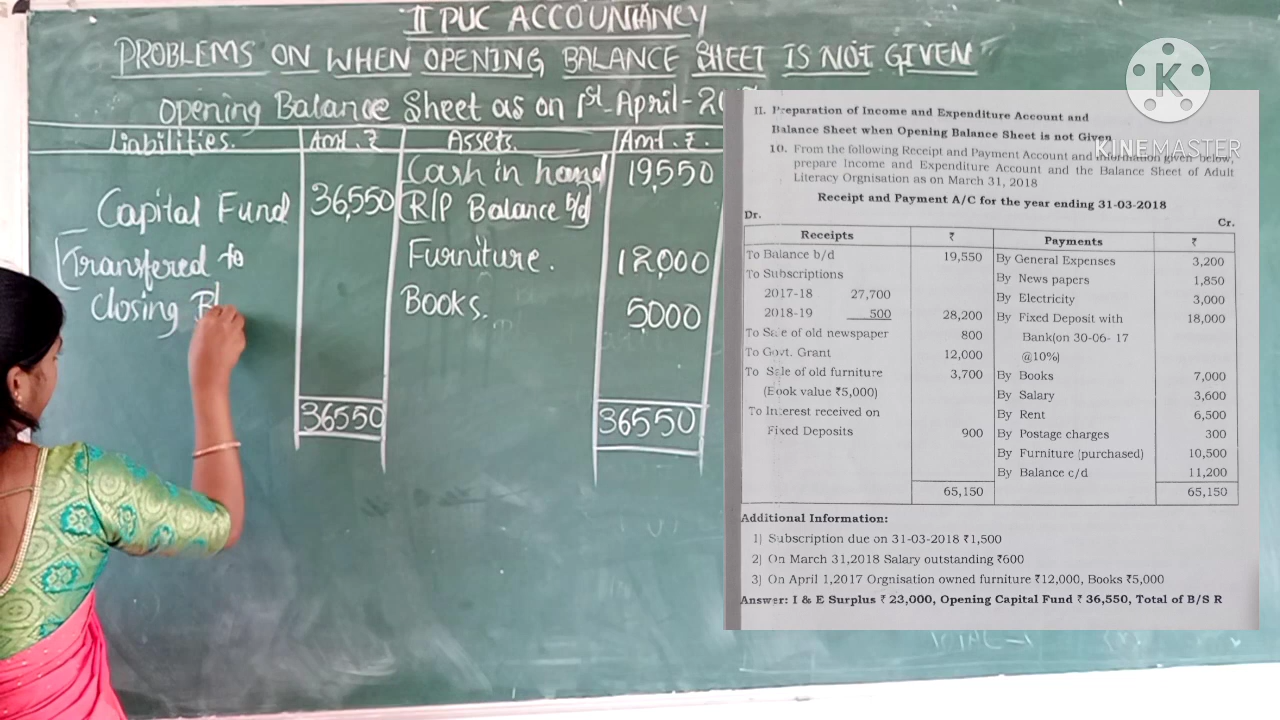 II PUC ACCOUNTANCY
PROBLEMS ON WHEN OPENING BALANCE SHEET IS NOT GIVEN"
Opening Balance Sheet as on 1st April-20
Liabilities. Amt. ₹ Assets. Amt. ₹.
Cash in hand 19,550
Capital Fund 36,550 R/P Balance b/d
[Transfered to Furniture. 12,000
Closing B Books. 5,000
36550 36550
K
KINEMASTER
II. Preparation of Income and Expenditure Account and
Balance Sheet when Opening Balance Sheet is not Given
10. From the following Receipt and Payment Account and information given below,
prepare Income and Expenditure Account and the Balance Sheet of Adult
Literacy Orgnisation as on March 31, 2018
Receipt and Payment A/C for the year ending 31-03-2018
Dr. Cr.
Receipts ₹ Payments ₹
To Balance b/d 19,550 By General Expenses 3,200
To Subscriptions By News papers 1,850
2017-18 27,700 By Electricity 3,000
2018-19 500 28,200 By Fixed Deposit with 18,000
To Sale of old newspaper 800 Bank(on 30-06- 17
To Govt. Grant 12,000 @10%)
To Sale of old furniture 3,700 By Books 7,000
(Book value ₹5,000) By Salary 3,600
To Interest received on By Rent 6,500
Fixed Deposits 900 By Postage charges 300
By Furniture (purchased) 10,500
By Balance c/d 11,200
65,150 65,150
Additional Information:
1) Subscription due on 31-03-2018 ₹1,500
2) On March 31,2018 Salary outstanding ₹600
3) On April 1,2017 Orgnisation owned furniture ₹12,000, Books ₹5,000
Answer: I & E Surplus ₹ 23,000, Opening Capital Fund ₹ 36,550, Total of B/S R